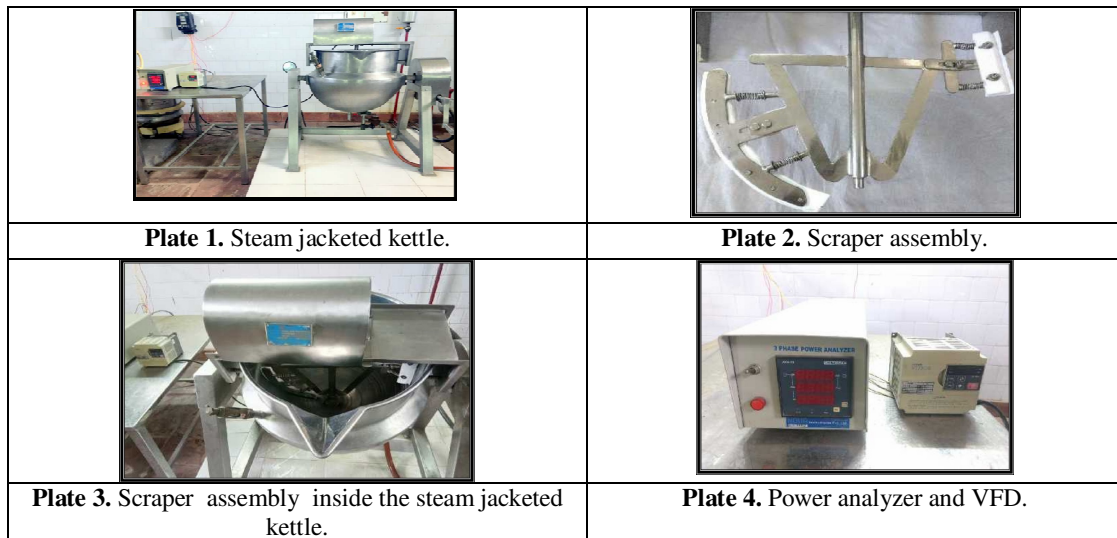 Plate 1. Steam jacketed kettle.
Plate 2. Scraper assembly.
Plate 3. Scraper assembly inside the steam jacketed
kettle.
3 PHASE POWER ANALYZER
Plate 4. Power analyzer and VFD.